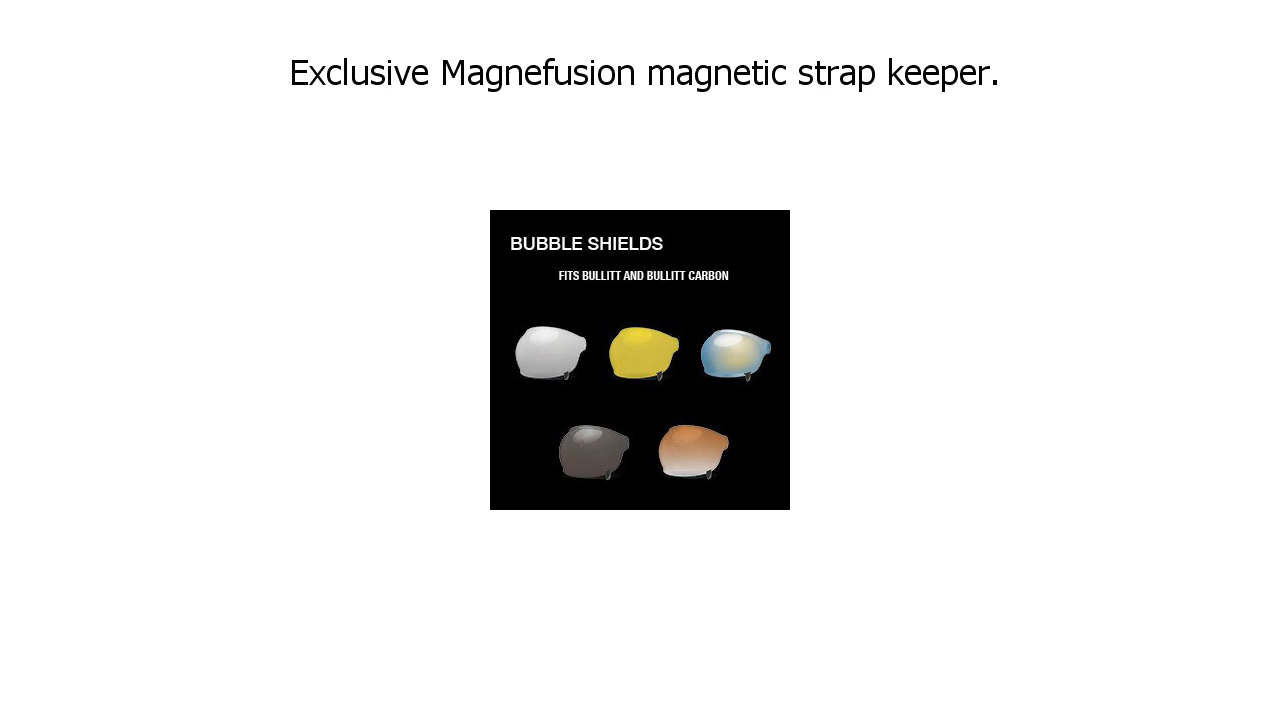 Exclusive Magnefusion magnetic strap keeper.
BUBBLE SHIELDS
FITS BULLITT AND BULLITT CARBON